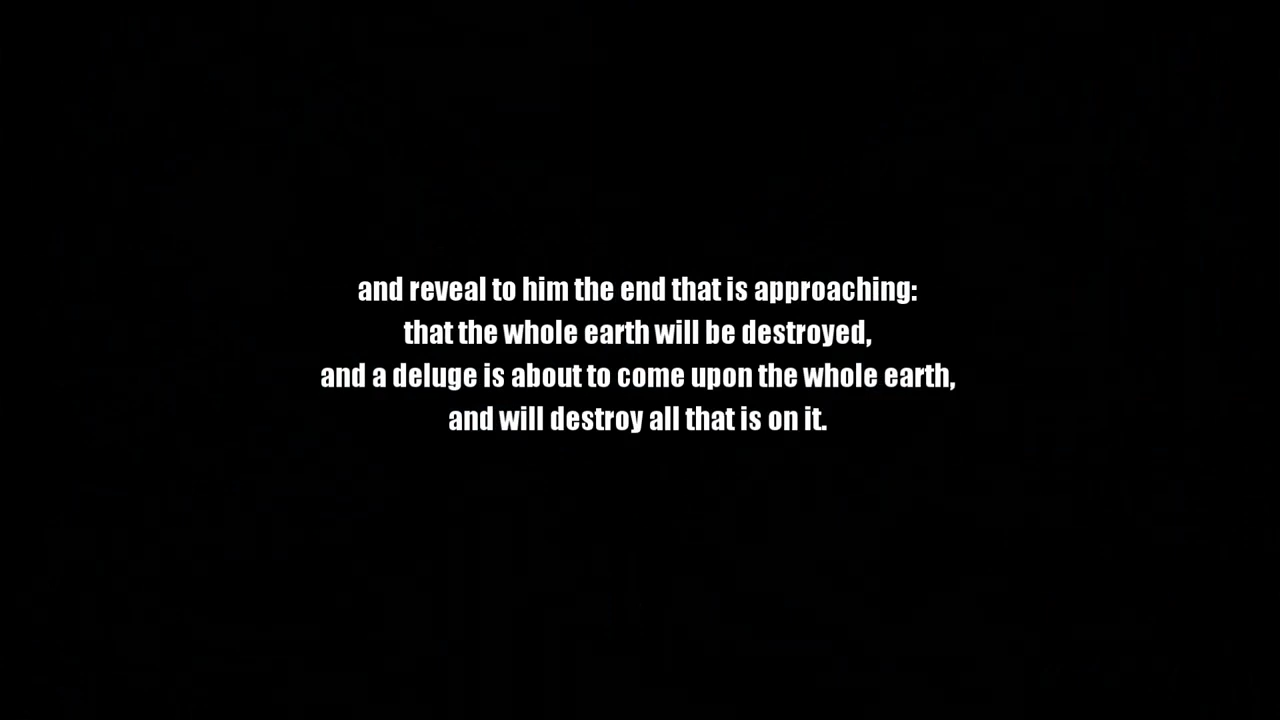 and reveal to him the end that is approaching:
that the whole earth will be destroyed,
and a deluge is about to come upon the whole earth,
and will destroy all that is on it.